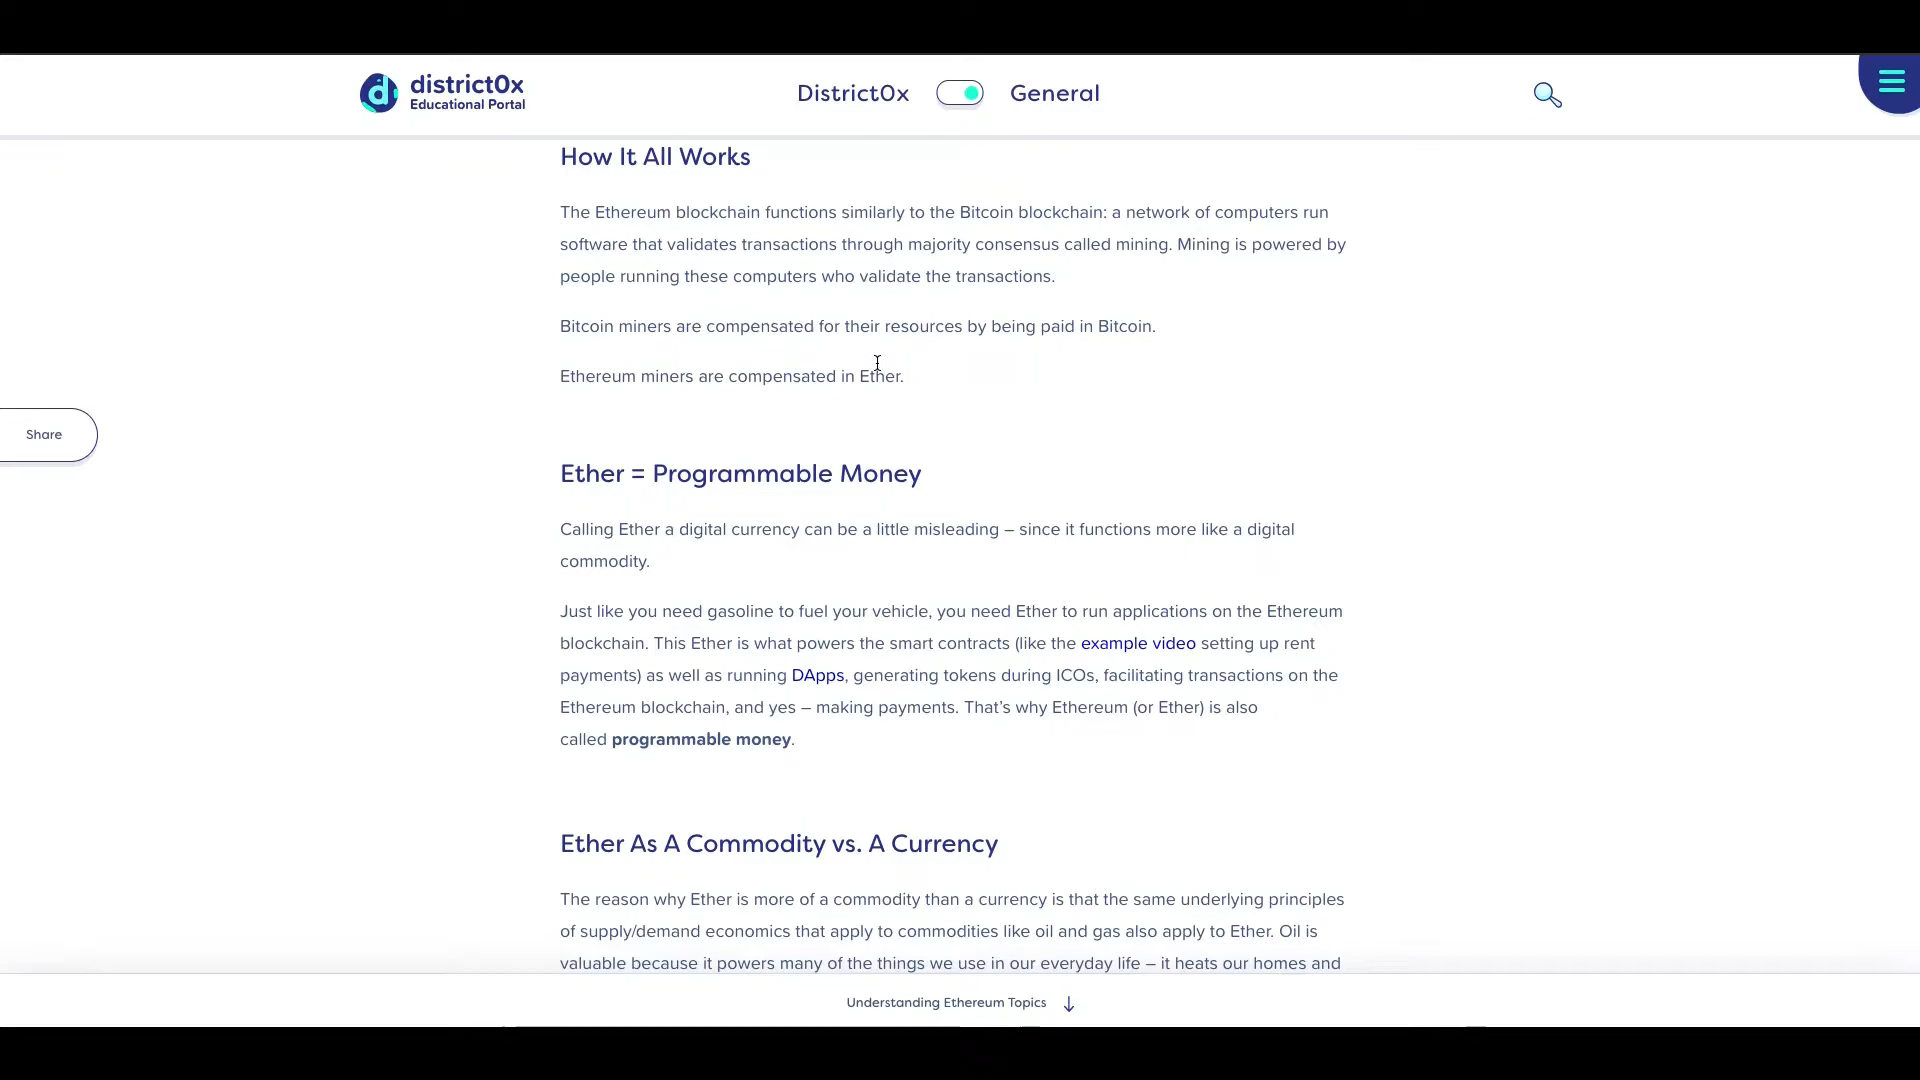 district0x
Educational Portal
District0x
General
How It All Works
The Ethereum blockchain functions similarly to the Bitcoin blockchain: a network of computers run
software that validates transactions through majority consensus called mining. Mining is powered by
people running these computers who validate the transactions.
Bitcoin miners are compensated for their resources by being paid in Bitcoin.
Ethereum miners are compensated in Ether.
Share
Ether = Programmable Money
Calling Ether a digital currency can be a little misleading – since it functions more like a digital
commodity.
Just like you need gasoline to fuel your vehicle, you need Ether to run applications on the Ethereum
blockchain. This Ether is what powers the smart contracts (like the example video setting up rent
payments) as well as running DApps, generating tokens during ICOs, facilitating transactions on the
Ethereum blockchain, and yes – making payments. That’s why Ethereum (or Ether) is also
called programmable money.
Ether As A Commodity vs. A Currency
The reason why Ether is more of a commodity than a currency is that the same underlying principles
of supply/demand economics that apply to commodities like oil and gas also apply to Ether. Oil is
valuable because it powers many of the things we use in our everyday life – it heats our homes and
Understanding Ethereum Topics